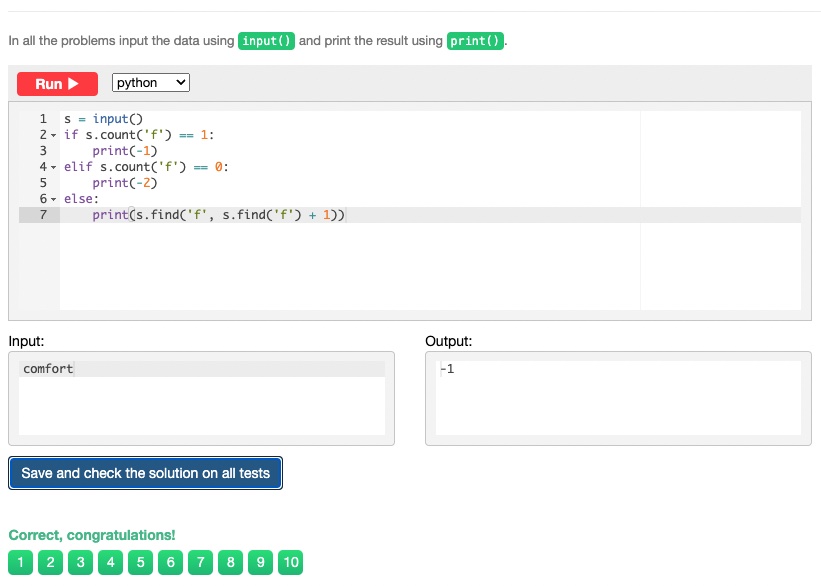 In all the problems input the data using input() and print the result using print().
Run ▶ python
1 s = input()
2 if s.count('f') == 1:
3     print(-1)
4 elif s.count('f') == 0:
5     print(-2)
6 else:
7     print(s.find('f', s.find('f') + 1))
Input: Output:
comfort -1
Save and check the solution on all tests
Correct, congratulations!
1 2 3 4 5 6 7 8 9 10